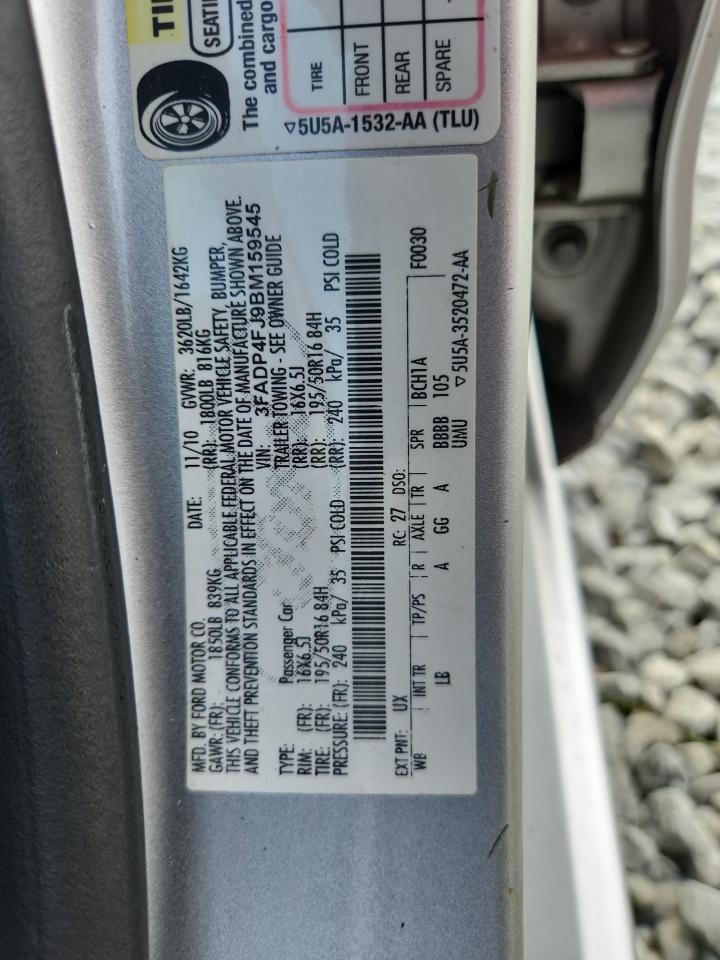 TI
SEATI
The combined
and cargo
TIRE
FRONT
REAR
SPARE
▽5U5A-1532-AA (TLU)
MFD. BY FORD MOTOR CO. DATE: 11/10 GVWR: 3620LB/1642KG
GAWR: (FR): 1850LB 839KG (RR): 1800LB 816KG
THIS VEHICLE CONFORMS TO ALL APPLICABLE FEDERAL MOTOR VEHICLE SAFETY, BUMPER,
AND THEFT PREVENTION STANDARDS IN EFFECT ON THE DATE OF MANUFACTURE SHOWN ABOVE.
VIN: 3FADP4FJ9BM159545
TYPE: Passenger Car TRAILER TOWING - SEE OWNER GUIDE
RIM: (FR): 16X6.5J (RR): 16X6.5J
TIRE: (FR): 195/50R16 84H (RR): 195/50R16 84H
PRESSURE: (FR): 240 kPa/ 35 PSI COLD (RR): 240 kPa/ 35 PSI COLD
EXT PNT: UX RC: 27 DSO: F0030
WB INT TR TP/PS R AXLE TR SPR BCH1A
LB A GG A BBBB 105
UMU ▽5U5A-3520472-AA